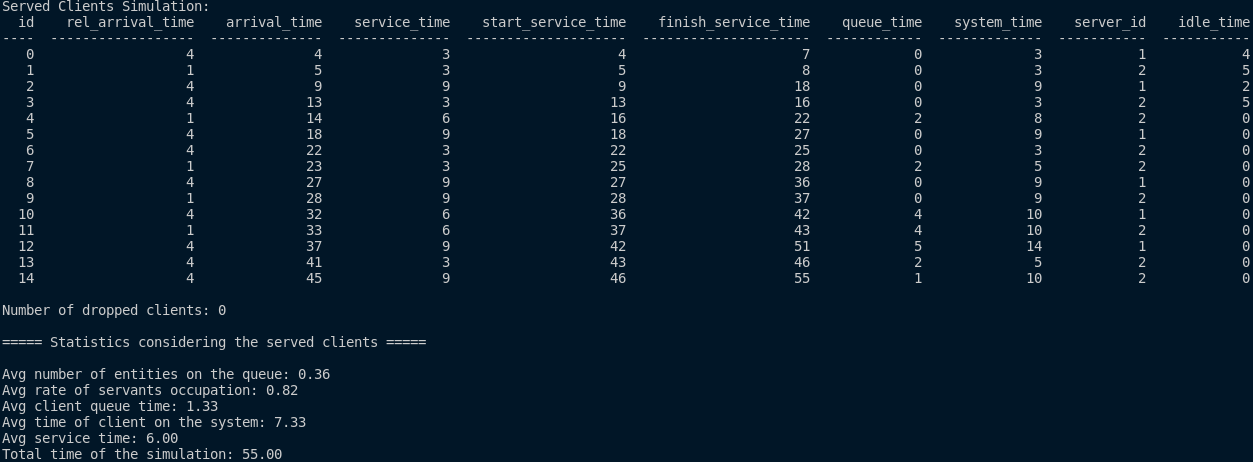 Served Clients Simulation:
  id    rel_arrival_time    arrival_time    service_time    start_service_time    finish_service_time    queue_time    system_time    server_id    idle_time
----  ------------------  --------------  --------------  --------------------  ---------------------  ------------  -------------  -----------  -----------
   0                   4               4               3                     4                      7             0              3            1            4
   1                   1               5               3                     5                      8             0              3            2            5
   2                   4               9               9                     9                     18             0              9            1            2
   3                   4              13               3                    13                     16             0              3            2            5
   4                   1              14               6                    16                     22             2              8            2            0
   5                   4              18               9                    18                     27             0              9            1            0
   6                   4              22               3                    22                     25             0              3            2            0
   7                   1              23               3                    25                     28             2              5            2            0
   8                   4              27               9                    27                     36             0              9            1            0
   9                   1              28               9                    28                     37             0              9            2            0
  10                   4              32               6                    36                     42             4             10            1            0
  11                   1              33               6                    37                     43             4             10            2            0
  12                   4              37               9                    42                     51             5             14            1            0
  13                   4              41               3                    43                     46             2              5            2            0
  14                   4              45               9                    46                     55             1             10            2            0
Number of dropped clients: 0
===== Statistics considering the served clients =====
Avg number of entities on the queue: 0.36
Avg rate of servants occupation: 0.82
Avg client queue time: 1.33
Avg time of client on the system: 7.33
Avg service time: 6.00
Total time of the simulation: 55.00